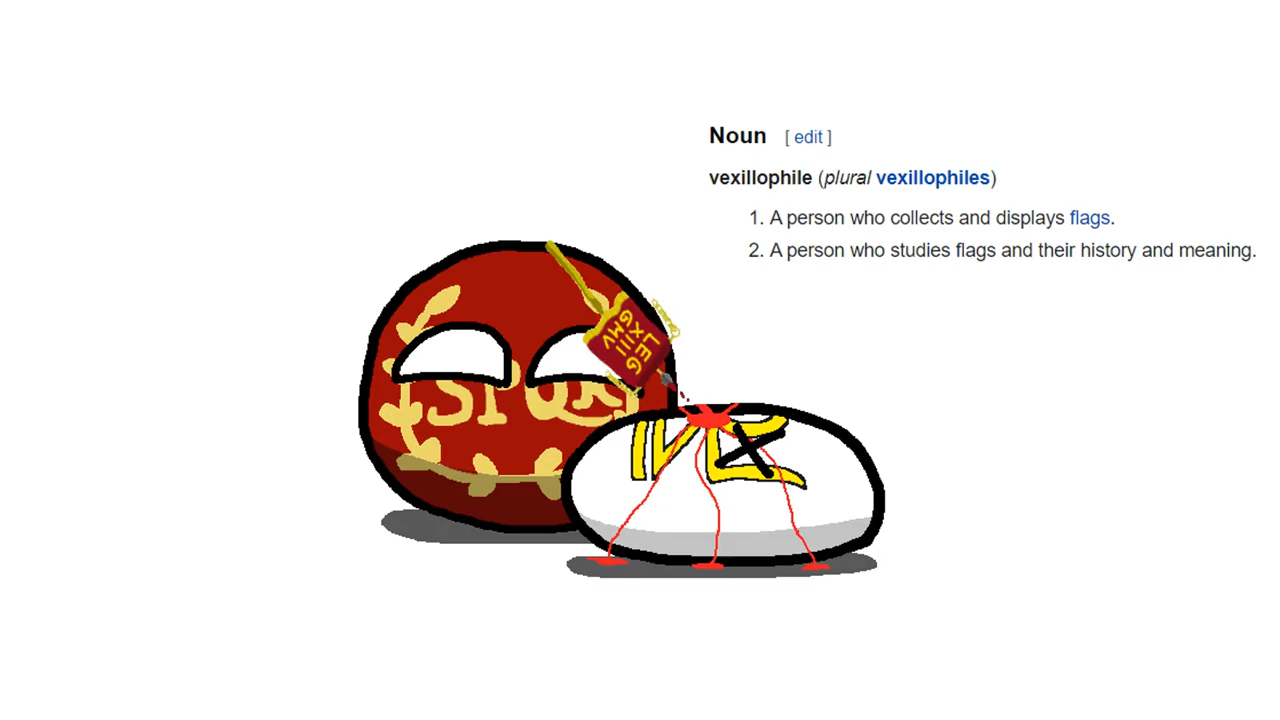 Noun [ edit ]
vexillophile (plural vexillophiles)
1. A person who collects and displays flags.
2. A person who studies flags and their history and meaning.
SPQR
LEG
XIII
GMV